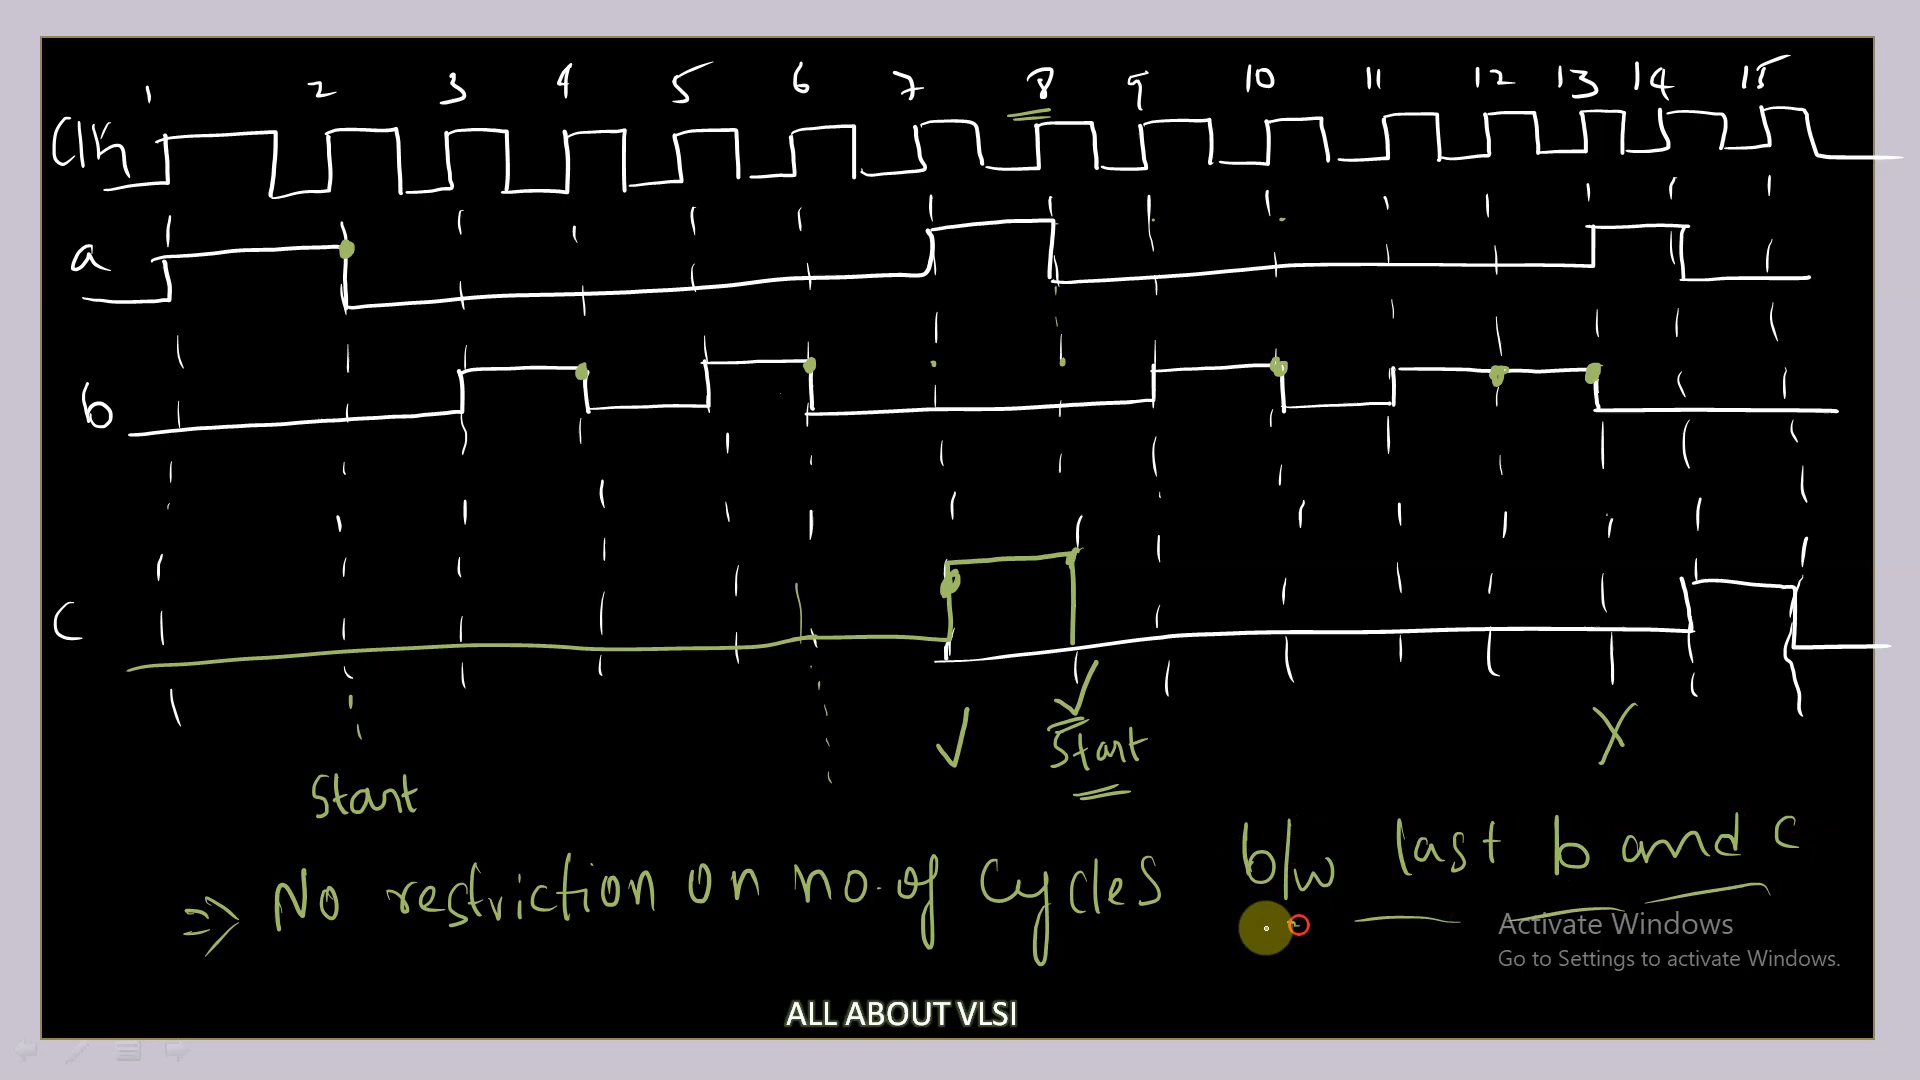 1 2 3 4 5 6 7 8 9 10 11 12 13 14 15
Clk
a
b
c
Start
Start
⇒ No restriction on no. of cycles b/w last b and c
Activate Windows
Go to Settings to activate Windows.
ALL ABOUT VLSI